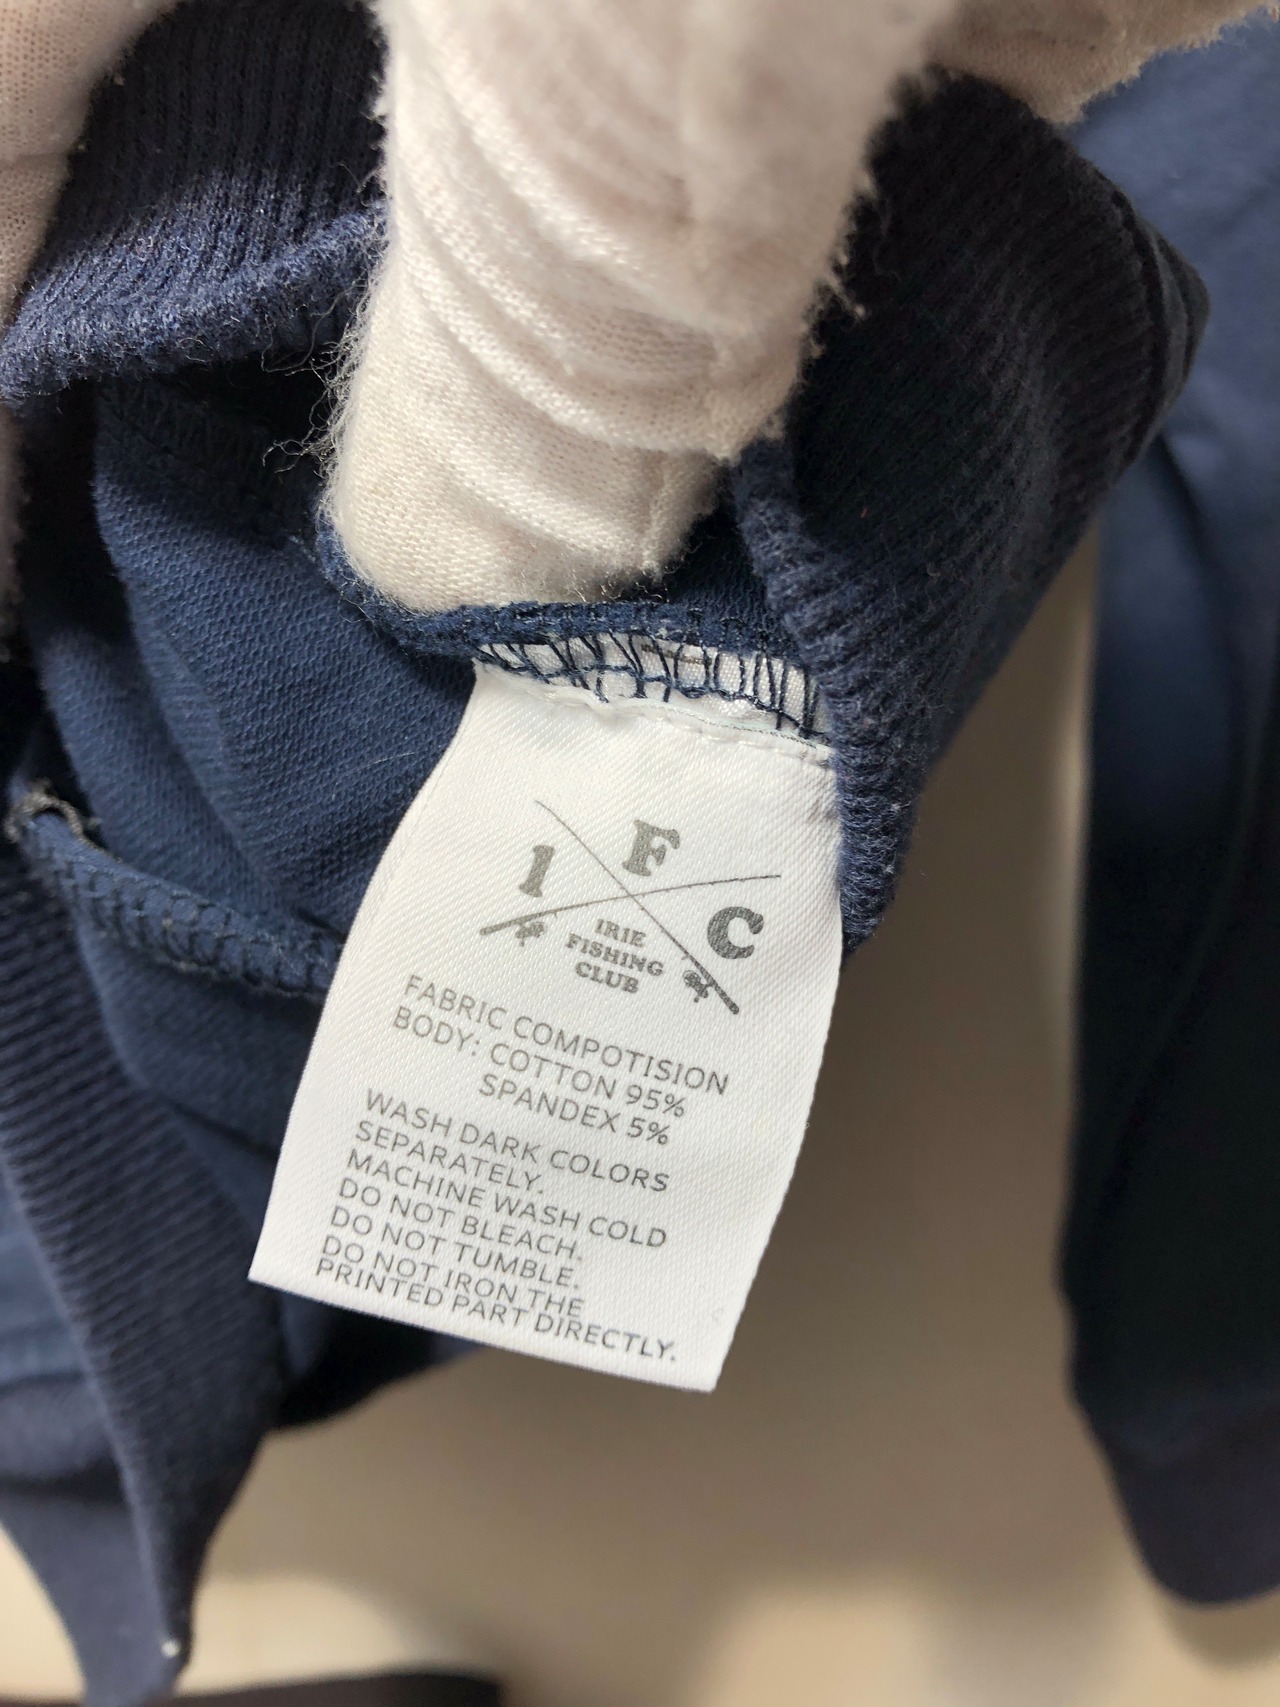 I F C
IRIE
FISHING
CLUB
FABRIC COMPOTISION
BODY: COTTON 95%
SPANDEX 5%
WASH DARK COLORS
SEPARATELY.
MACHINE WASH COLD
DO NOT BLEACH.
DO NOT TUMBLE.
DO NOT IRON THE
PRINTED PART DIRECTLY.